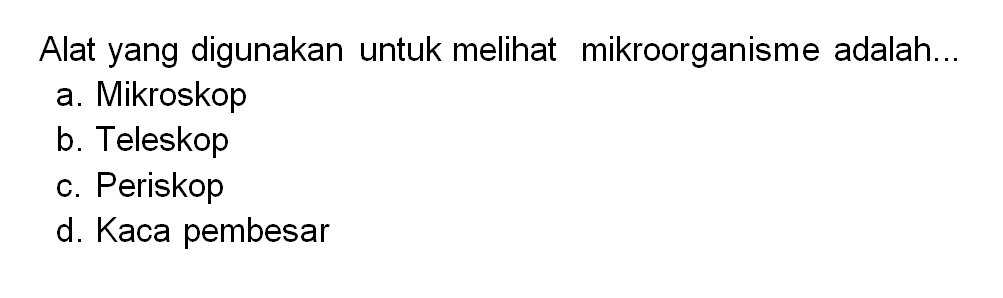 Alat yang digunakan untuk melihat mikroorganisme adalah...
a. Mikroskop
b. Teleskop
c. Periskop
d. Kaca pembesar